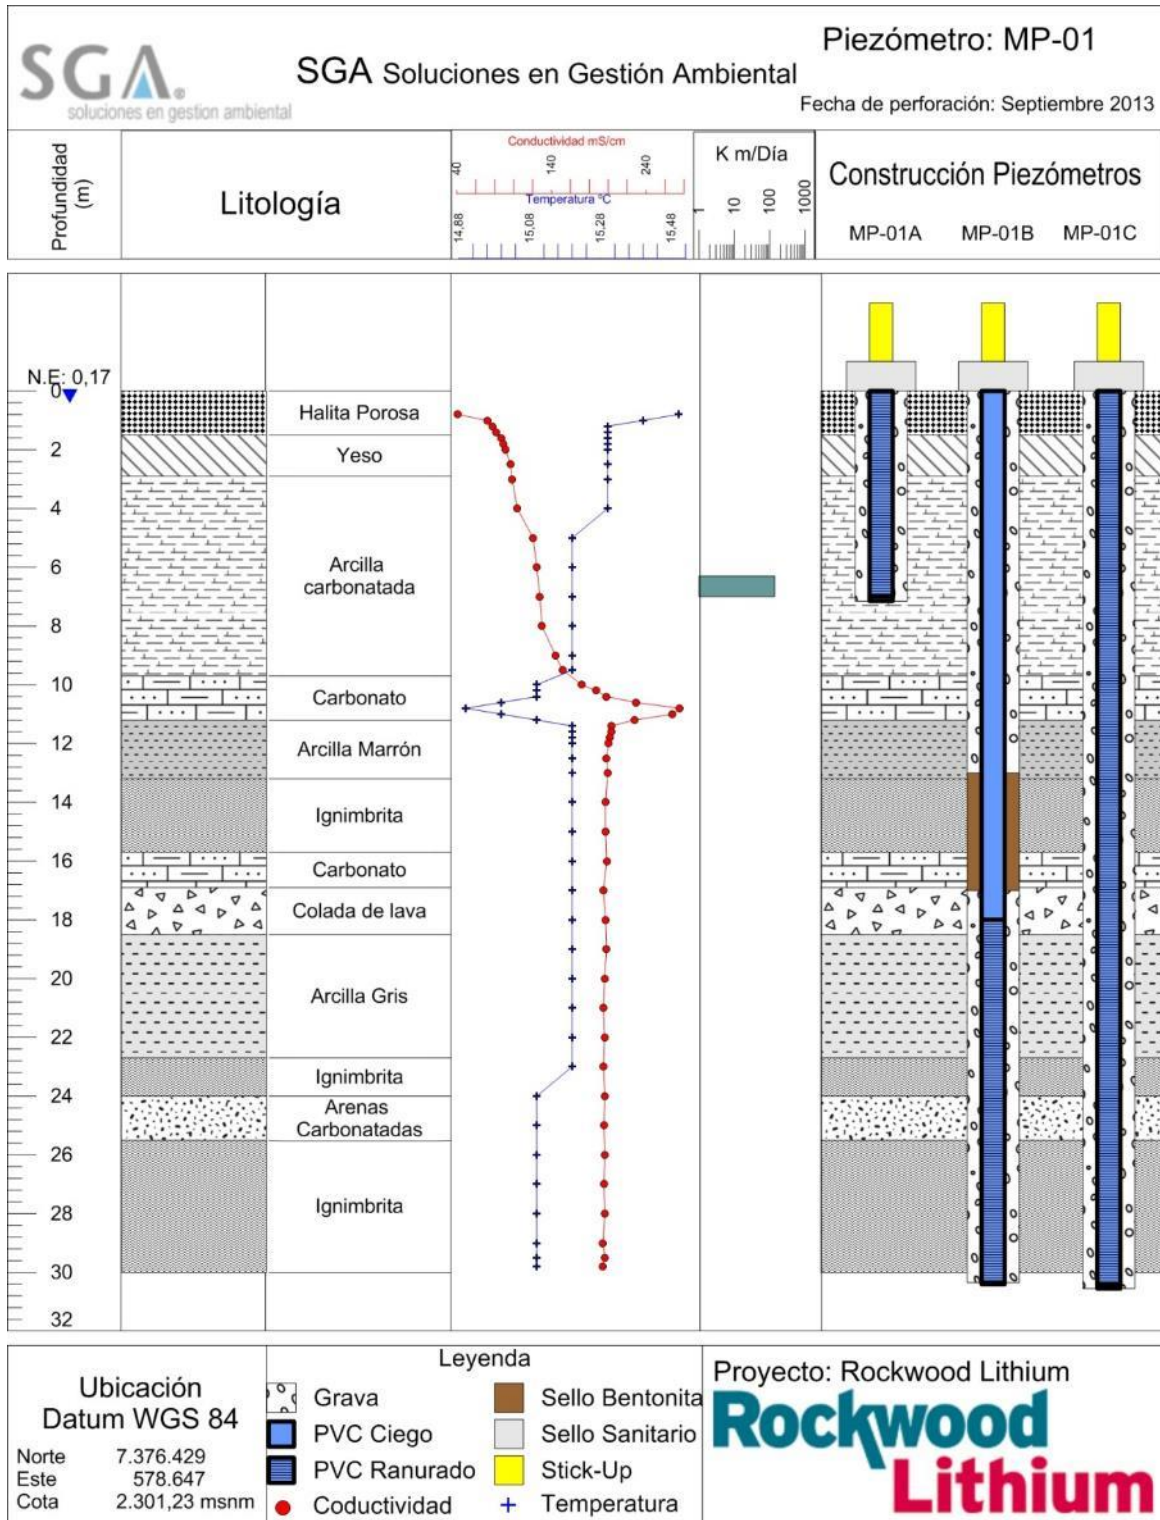 SGA®
soluciones en gestion ambiental
SGA Soluciones en Gestión Ambiental
Piezómetro: MP-01
Fecha de perforación: Septiembre 2013
Profundidad (m)
Litología
Conductividad mS/cm
40 140 240
Temperatura ºC
14,88 15,08 15,28 15,48
K m/Día
1 10 100 1000
Construcción Piezómetros
MP-01A MP-01B MP-01C
N.E: 0,17
0
2
4
6
8
10
12
14
16
18
20
22
24
26
28
30
32
Halita Porosa
Yeso
Arcilla
carbonatada
Carbonato
Arcilla Marrón
Ignimbrita
Carbonato
Colada de lava
Arcilla Gris
Ignimbrita
Arenas
Carbonatadas
Ignimbrita
Ubicación
Datum WGS 84
Norte 7.376.429
Este 578.647
Cota 2.301,23 msnm
Leyenda
Grava
PVC Ciego
PVC Ranurado
Coductividad
Sello Bentonita
Sello Sanitario
Stick-Up
Temperatura
Proyecto: Rockwood Lithium
Rockwood
Lithium